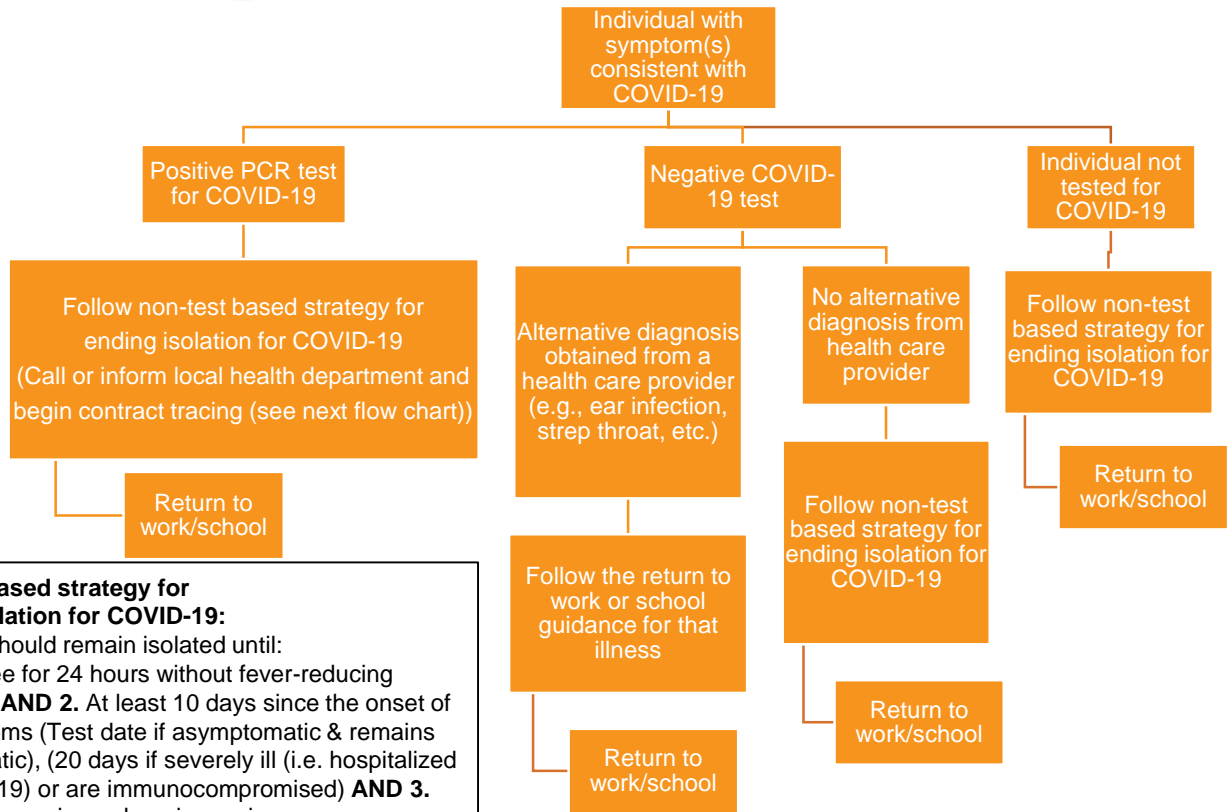 Individual with
symptom(s)
consistent with
COVID-19
Positive PCR test
for COVID-19
Negative COVID-
19 test
Individual not
tested for
COVID-19
Follow non-test based strategy for
ending isolation for COVID-19
(Call or inform local health department and
begin contract tracing (see next flow chart))
Return to
work/school
Alternative diagnosis
obtained from a
health care provider
(e.g., ear infection,
strep throat, etc.)
Follow the return to
work or school
guidance for that
illness
Return to
work/school
No alternative
diagnosis from
health care
provider
Follow non-test
based strategy for
ending isolation for
COVID-19
Return to
work/school
Follow non-test
based strategy for
ending isolation for
COVID-19
Return to
work/school
ased strategy for
lation for COVID-19:
hould remain isolated until:
ee for 24 hours without fever-reducing
AND 2. At least 10 days since the onset of
ms (Test date if asymptomatic & remains
tic), (20 days if severely ill (i.e. hospitalized
19) or are immunocompromised) AND 3.